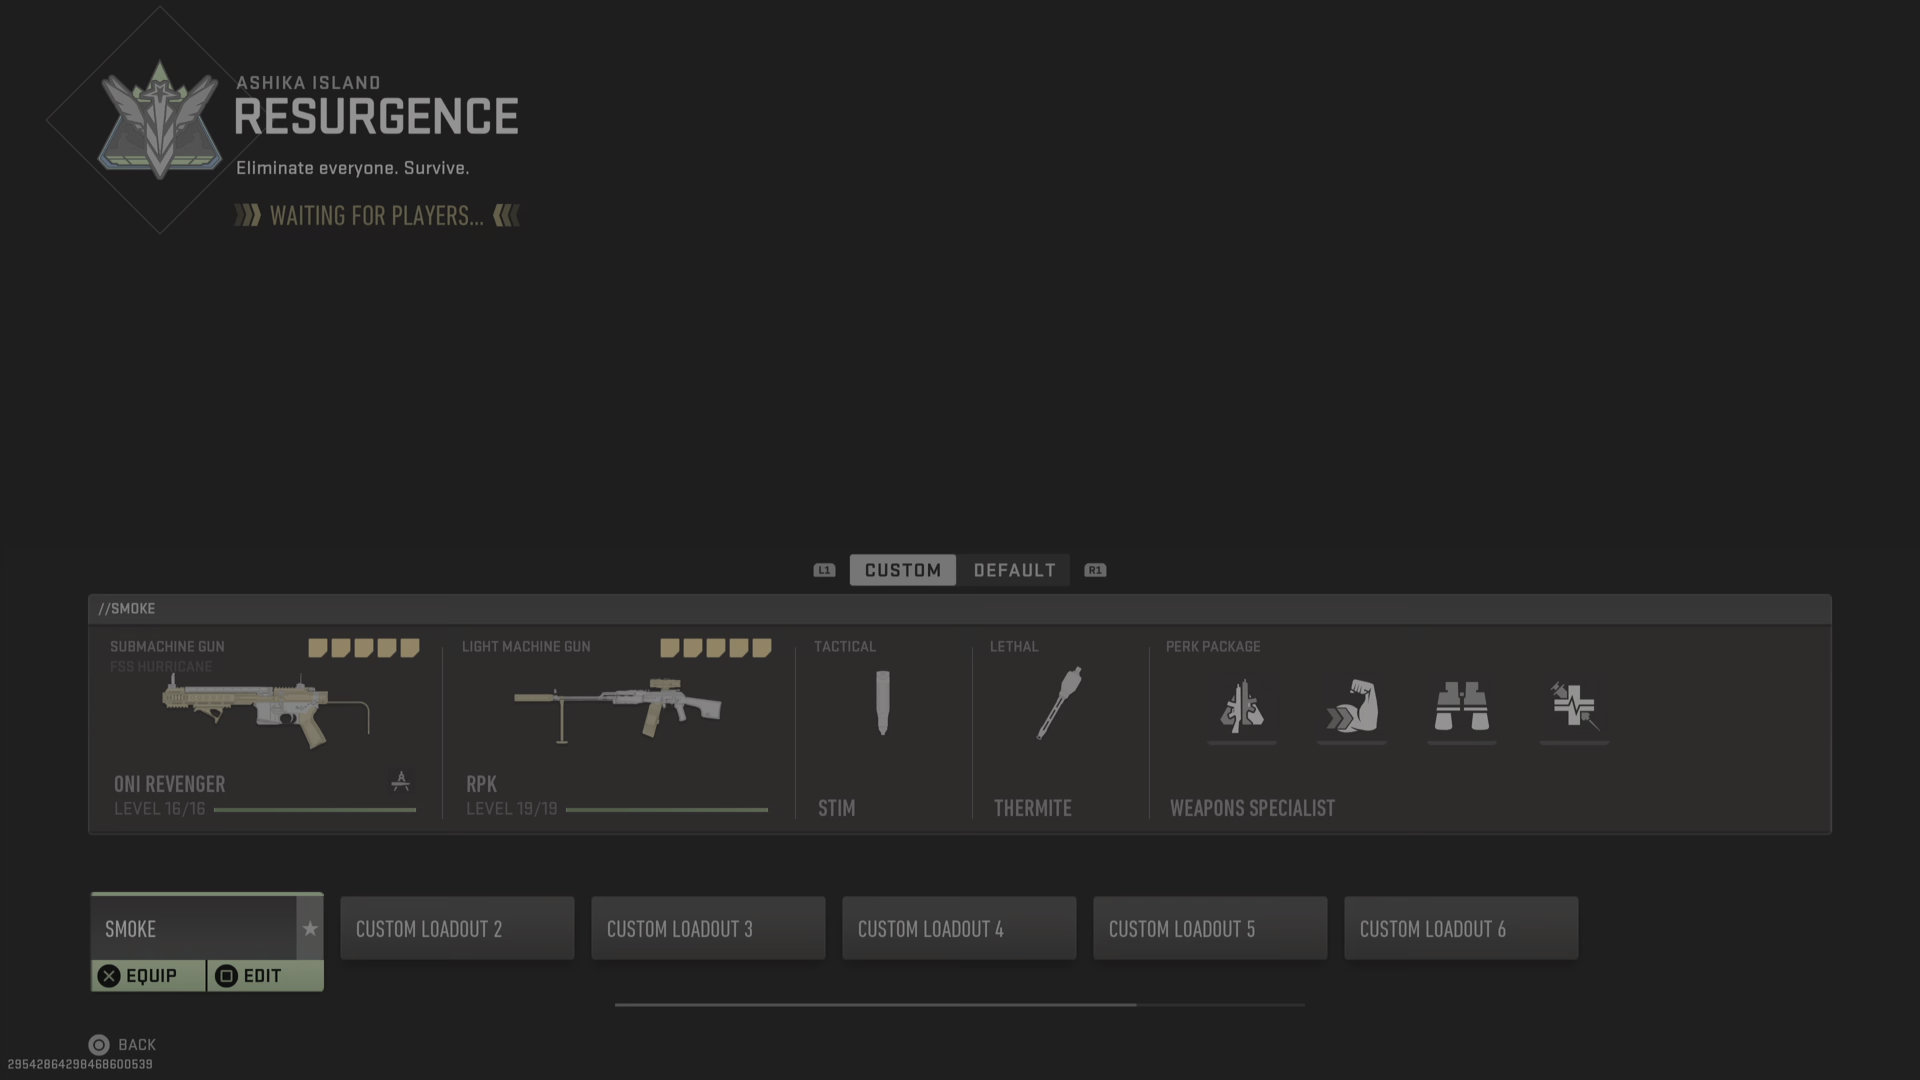 ASHIKA ISLAND
RESURGENCE
Eliminate everyone. Survive.
WAITING FOR PLAYERS...
L1 CUSTOM DEFAULT R1
//SMOKE
SUBMACHINE GUN
FSS HURRICANE
ONI REVENGER
LEVEL 16/16
LIGHT MACHINE GUN
RPK
LEVEL 19/19
TACTICAL
STIM
LETHAL
THERMITE
PERK PACKAGE
WEAPONS SPECIALIST
SMOKE
EQUIP EDIT
CUSTOM LOADOUT 2
CUSTOM LOADOUT 3
CUSTOM LOADOUT 4
CUSTOM LOADOUT 5
CUSTOM LOADOUT 6
BACK
29542864298468600539